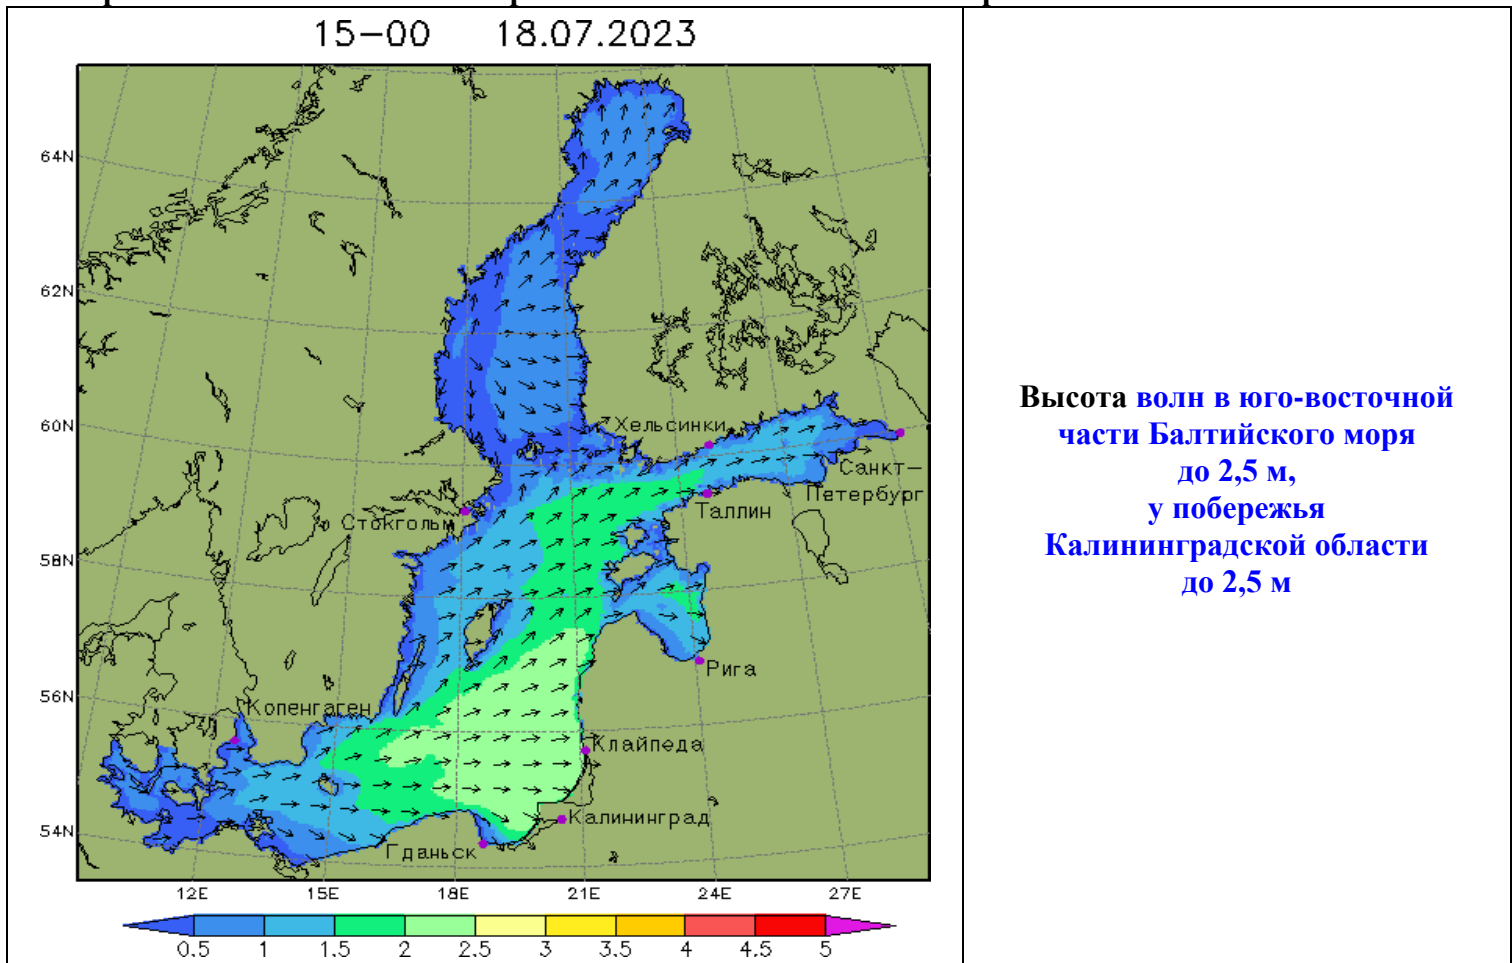 15-00 18.07.2023
64N
62N
60N
58N
56N
54N
Хельсинки
Санкт-
Петербург
Таллин
Стокгольм
Рига
Копенгаген
Клайпеда
Калининград
Гданьск
12E 15E 18E 21E 24E 27E
0.5 1 1.5 2 2.5 3 3.5 4 4.5 5
Высота волн в юго-восточной
части Балтийского моря
до 2,5 м,
у побережья
Калининградской области
до 2,5 м